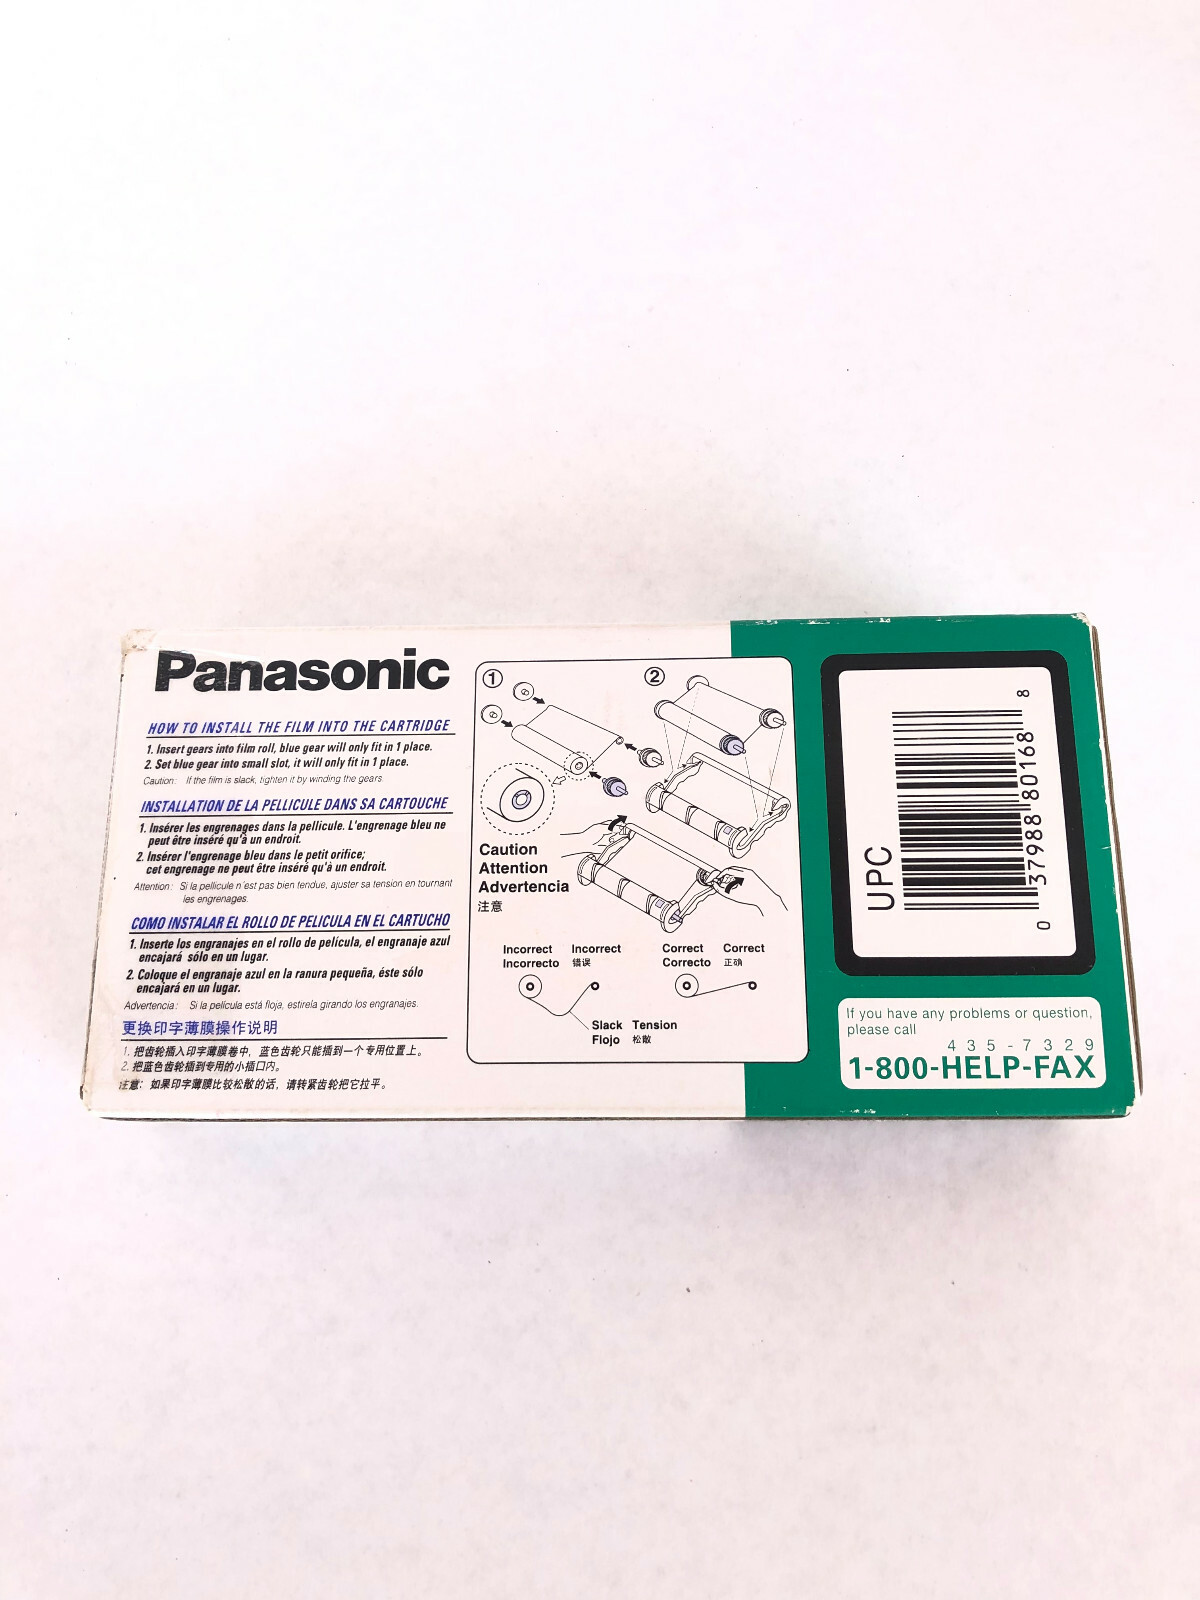 Panasonic
HOW TO INSTALL THE FILM INTO THE CARTRIDGE
1. Insert gears into film roll, blue gear will only fit in 1 place.
2. Set blue gear into small slot, it will only fit in 1 place.
Caution: If the film is slack, tighten it by winding the gears.
INSTALLATION DE LA PELLICULE DANS SA CARTOUCHE
1. Insérer les engrenages dans la pellicule. L'engrenage bleu ne
peut être inséré qu'à un endroit.
2. Insérer l'engrenage bleu dans le petit orifice;
cet engrenage ne peut être inséré qu'à un endroit.
Attention: Si la pellicule n'est pas bien tendue, ajuster sa tension en tournant
les engrenages.
COMO INSTALAR EL ROLLO DE PELICULA EN EL CARTUCHO
1. Inserte los engranajes en el rollo de película, el engranaje azul
encajará sólo en un lugar.
2. Coloque el engranaje azul en la ranura pequeña, éste sólo
encajará en un lugar.
Advertencia: Si la película está floja, estirela girando los engranajes.
更换印字薄膜操作说明
1. 把齿轮插入印字薄膜卷中，蓝色齿轮只能插到一个专用位置上。
2. 把蓝色齿轮插到专用的小插口内。
注意：如果印字薄膜比较松散的话，请转紧齿轮把它拉平。
1
2
Caution
Attention
Advertencia
注意
Incorrect Incorrect
Incorrecto 错误
Correct Correct
Correcto 正确
Slack Tension
Flojo 松散
UPC
0 37988 80168 8
If you have any problems or question,
please call
435-7329
1-800-HELP-FAX